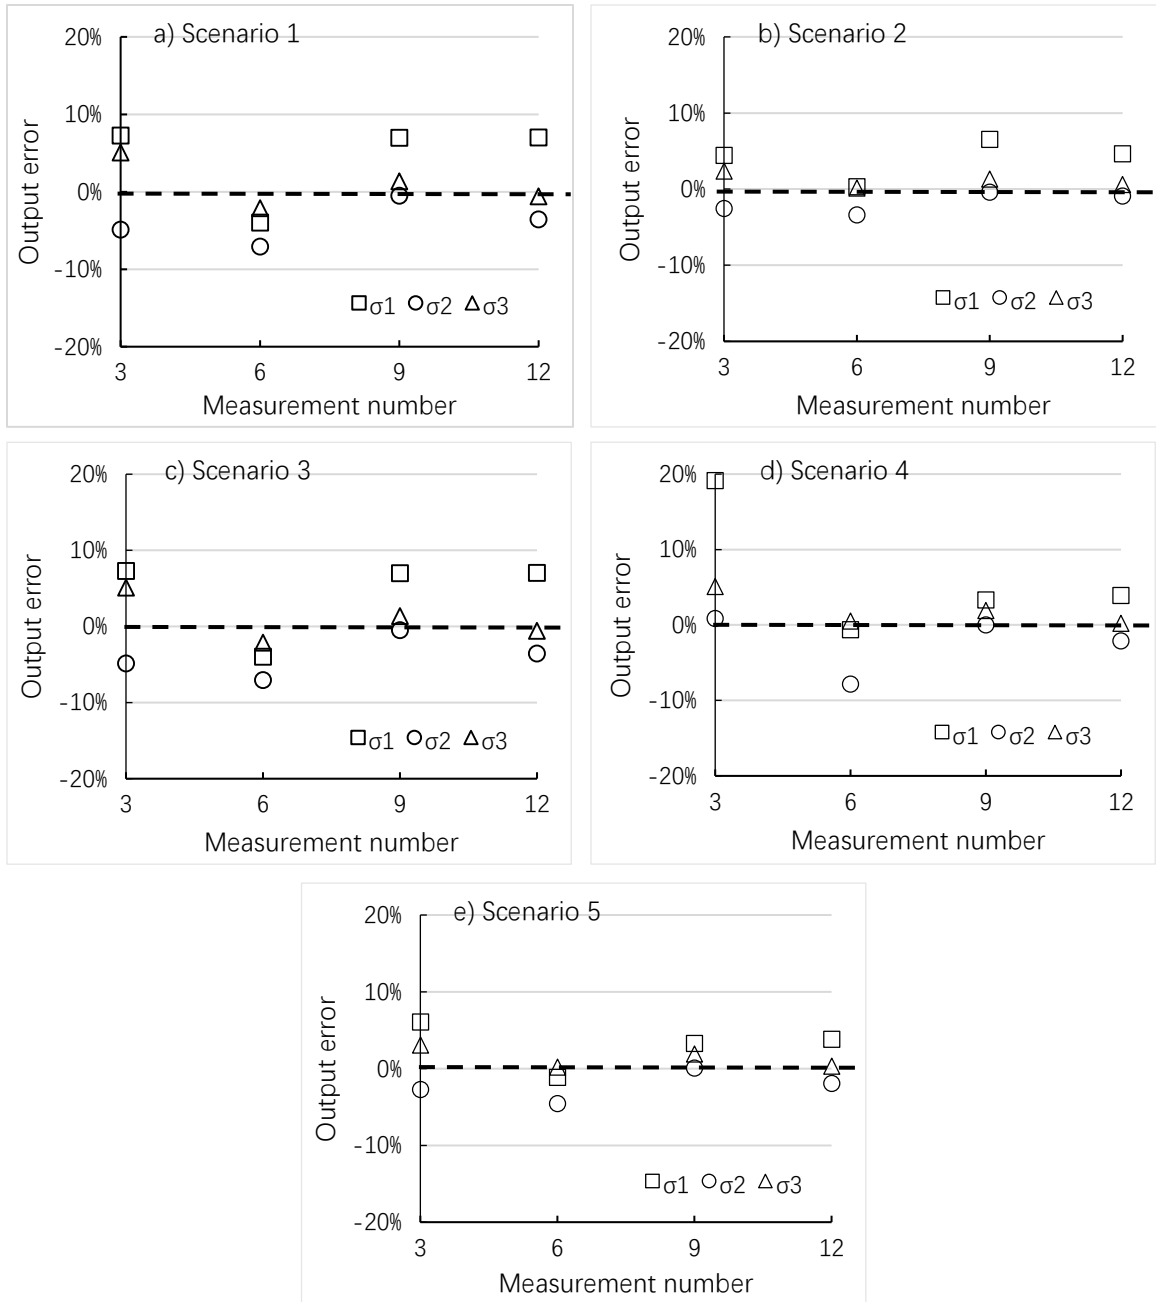 a) Scenario 1
20%
10%
0%
-10%
-20%
Output error
σ1 σ2 σ3
3 6 9 12
Measurement number
b) Scenario 2
20%
10%
0%
-10%
-20%
Output error
σ1 σ2 σ3
3 6 9 12
Measurement number
c) Scenario 3
20%
10%
0%
-10%
-20%
Output error
σ1 σ2 σ3
3 6 9 12
Measurement number
d) Scenario 4
20%
10%
0%
-10%
-20%
Output error
σ1 σ2 σ3
3 6 9 12
Measurement number
e) Scenario 5
20%
10%
0%
-10%
-20%
Output error
σ1 σ2 σ3
3 6 9 12
Measurement number